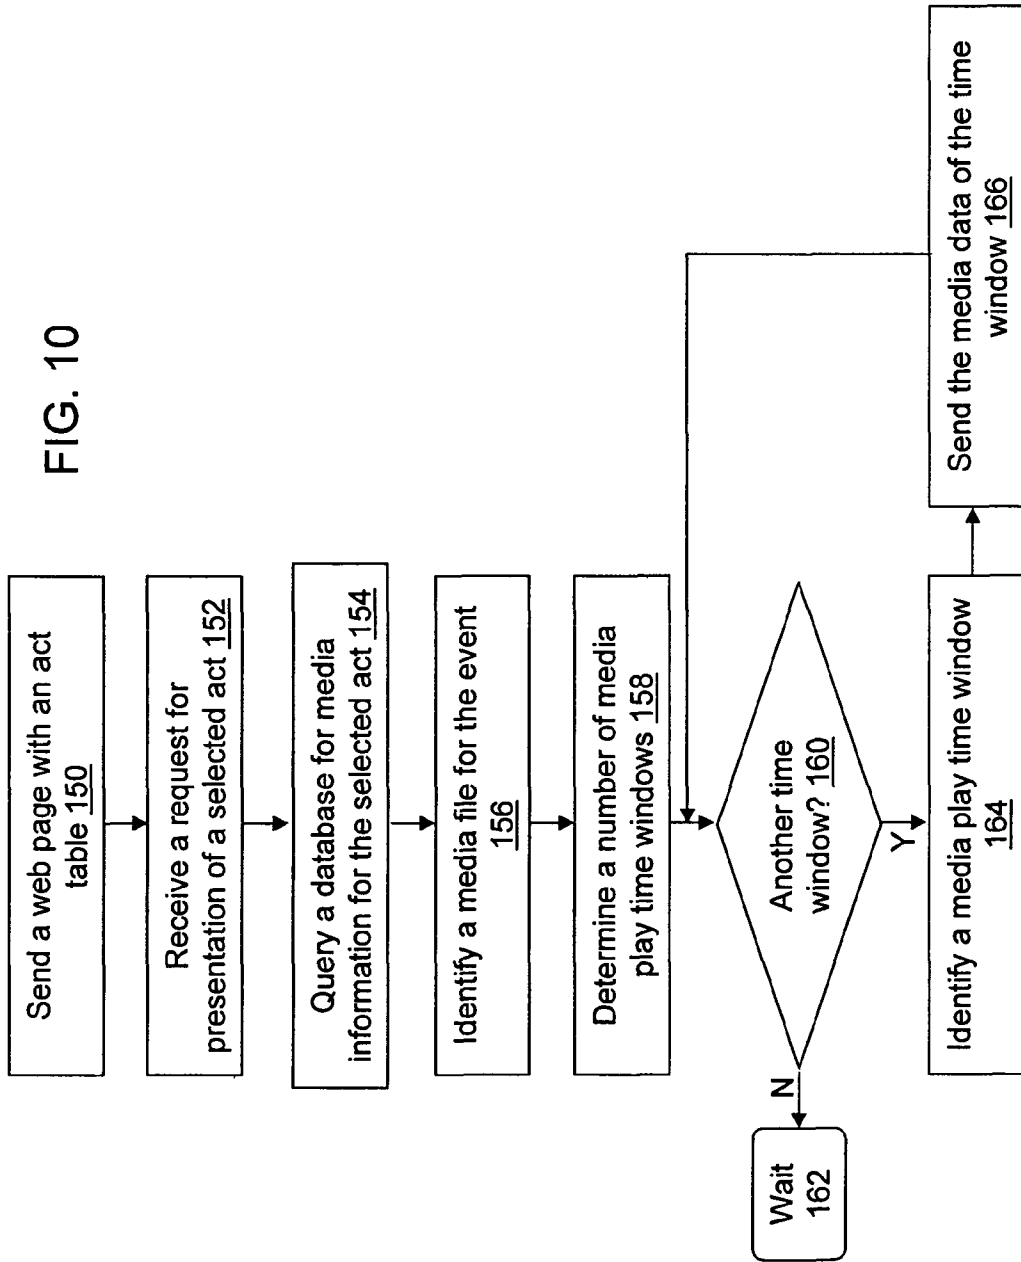 FIG. 10
Send a web page with an act
table 150
Receive a request for
presentation of a selected act 152
Query a database for media
information for the selected act 154
Identify a media file for the event
156
Determine a number of media
play time windows 158
Another time
window? 160
N
Wait
162
Y
Identify a media play time window
164
Send the media data of the time
window 166